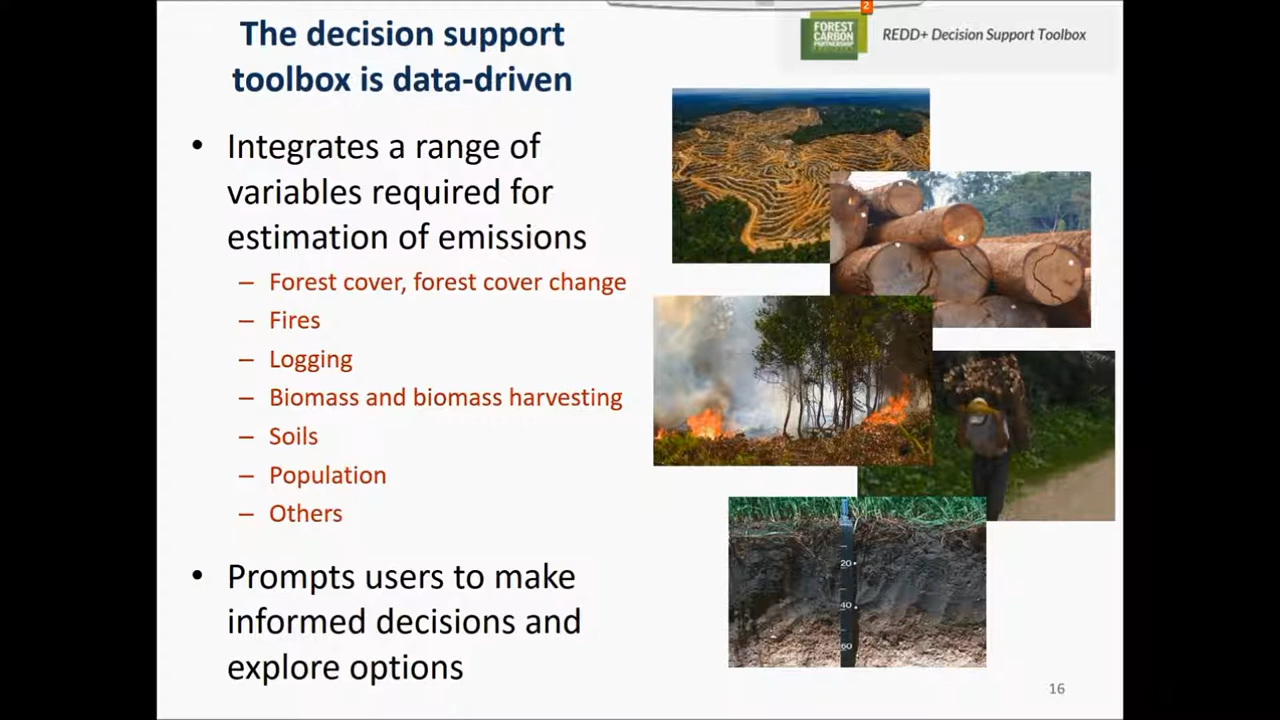 The decision support
toolbox is data-driven
2
FOREST
CARBON
PARTNERSHIP
REDD+ Decision Support Toolbox
• Integrates a range of
variables required for
estimation of emissions
– Forest cover, forest cover change
– Fires
– Logging
– Biomass and biomass harvesting
– Soils
– Population
– Others
• Prompts users to make
informed decisions and
explore options
20
40
60
16